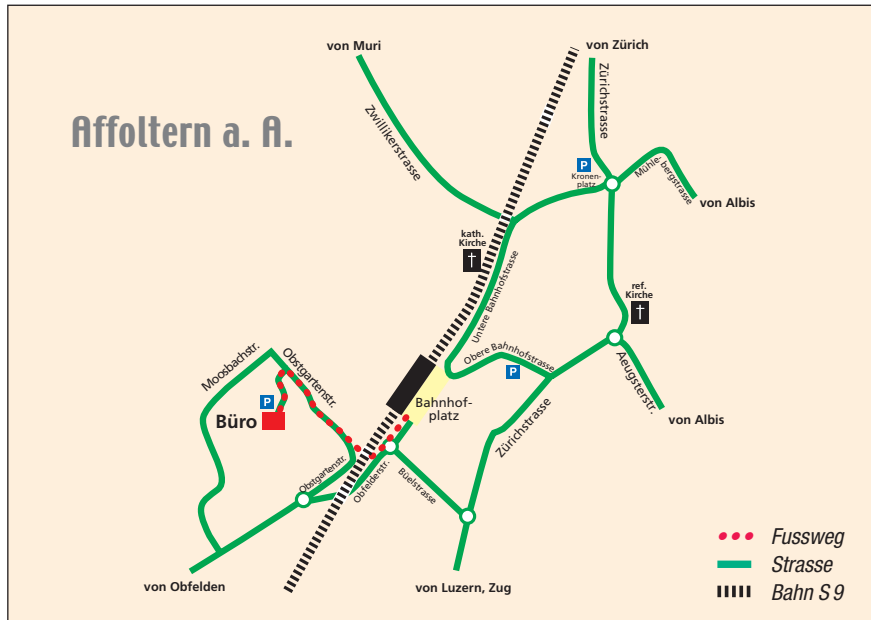 von Muri
von Zürich
Affoltern a. A.
Zwillikerstrasse
Zürichstrasse
P
Kronen-
platz
Mühle-
bergstrasse
von Albis
kath.
Kirche
Untere Bahnhofstrasse
ref.
Kirche
Obere Bahnhofstrasse
P
Aeugsterstr.
von Albis
Moosbachstr.
Obstgartenstr.
P
Büro
Bahnhof-
platz
Zürichstrasse
Obstgartenstr.
Obfelderstr.
Büelstrasse
von Obfelden
von Luzern, Zug
Fussweg
Strasse
Bahn S 9